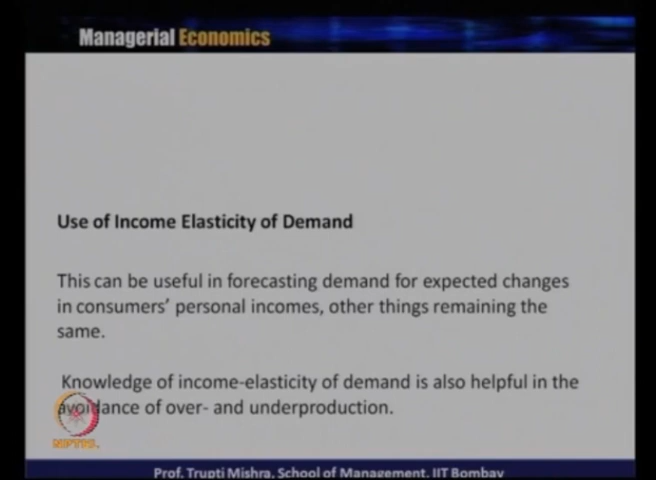 Managerial Economics
Use of Income Elasticity of Demand
This can be useful in forecasting demand for expected changes
in consumers' personal incomes, other things remaining the
same.
Knowledge of income-elasticity of demand is also helpful in the
avoidance of over- and underproduction.
NPTEL
Prof. Trupti Mishra, School of Management, IIT Bombay